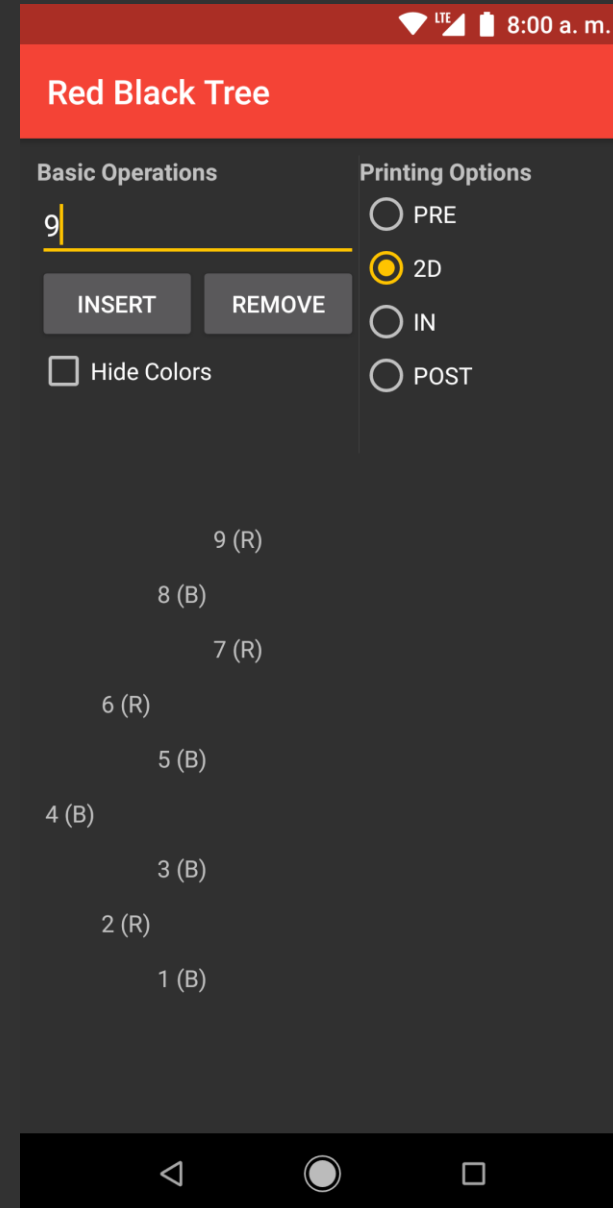 LTE 8:00 a. m.
Red Black Tree
Basic Operations
9
INSERT REMOVE
Hide Colors
Printing Options
PRE
2D
IN
POST
9 (R)
8 (B)
7 (R)
6 (R)
5 (B)
4 (B)
3 (B)
2 (R)
1 (B)